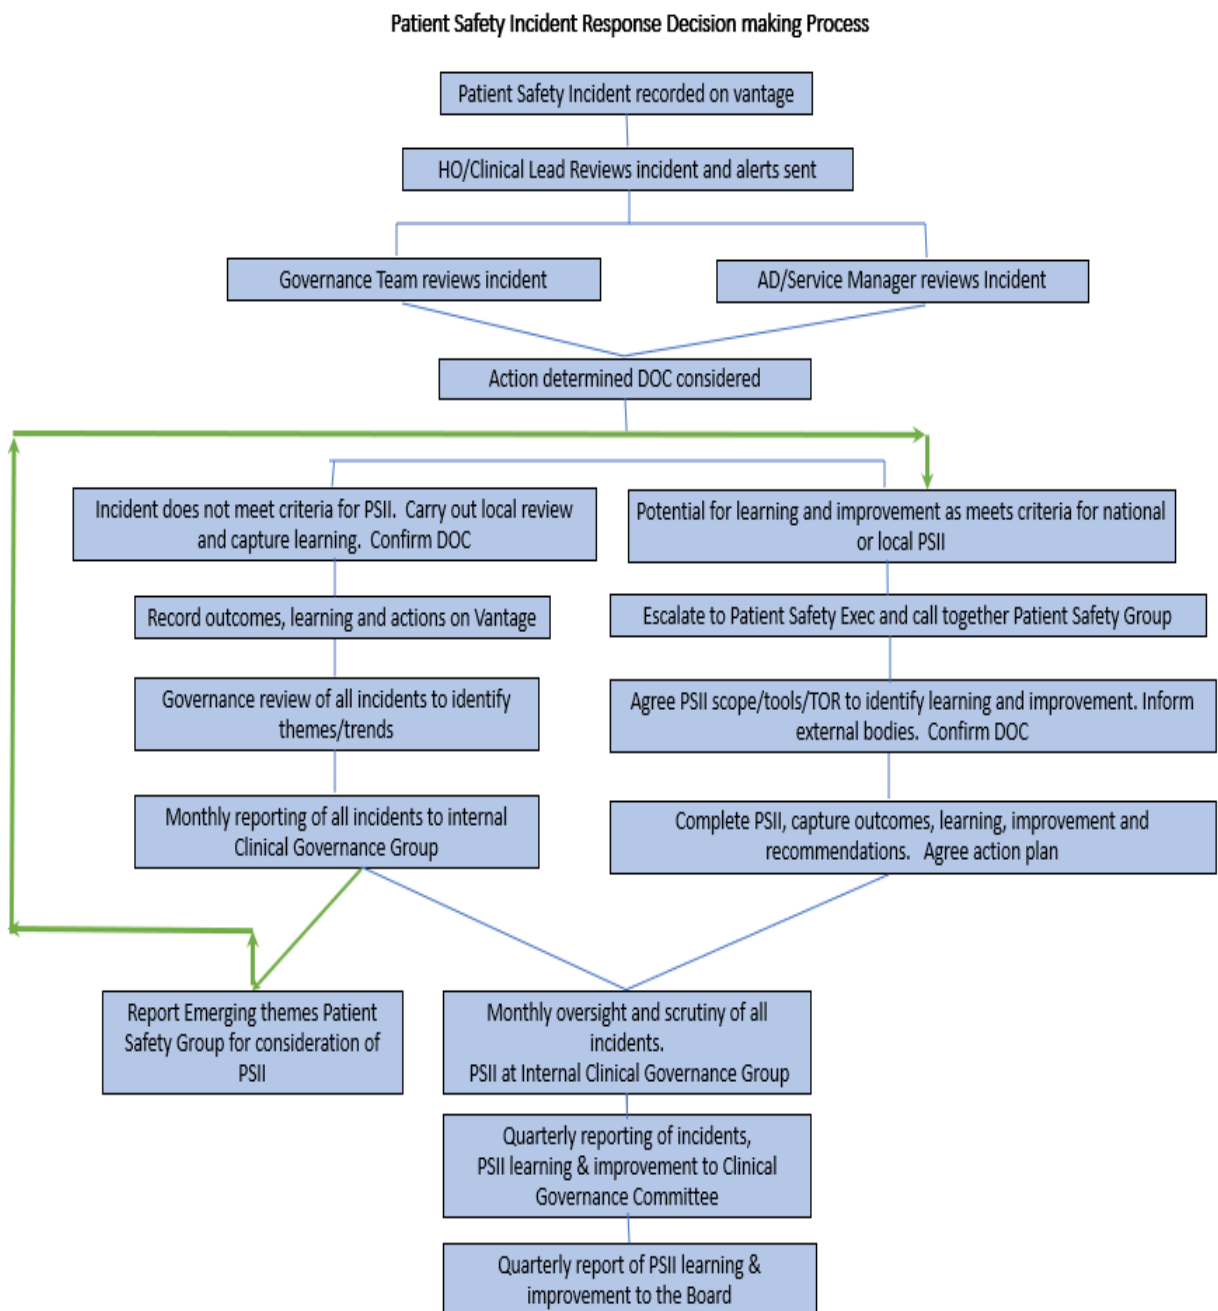 Patient Safety Incident Response Decision making Process
Patient Safety Incident recorded on vantage
HO/Clinical Lead Reviews incident and alerts sent
Governance Team reviews incident
AD/Service Manager reviews Incident
Action determined DOC considered
Incident does not meet criteria for PSII. Carry out local review
and capture learning. Confirm DOC
Potential for learning and improvement as meets criteria for national
or local PSII
Record outcomes, learning and actions on Vantage
Escalate to Patient Safety Exec and call together Patient Safety Group
Governance review of all incidents to identify
themes/trends
Agree PSII scope/tools/TOR to identify learning and improvement. Inform
external bodies. Confirm DOC
Monthly reporting of all incidents to internal
Clinical Governance Group
Complete PSII, capture outcomes, learning, improvement and
recommendations. Agree action plan
Report Emerging themes Patient
Safety Group for consideration of
PSII
Monthly oversight and scrutiny of all
incidents.
PSII at Internal Clinical Governance Group
Quarterly reporting of incidents,
PSII learning & improvement to Clinical
Governance Committee
Quarterly report of PSII learning &
improvement to the Board